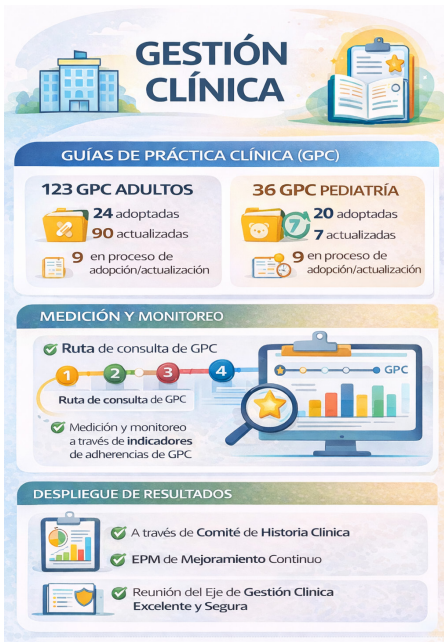 GESTIÓN
CLÍNICA
GUÍAS DE PRÁCTICA CLÍNICA (GPC)
123 GPC ADULTOS
24 adoptadas
90 actualizadas
9 en proceso de
adopción/actualización
36 GPC PEDIATRÍA
7
20 adoptadas
7 actualizadas
9 en proceso de
adopción/actualización
MEDICIÓN Y MONITOREO
Ruta de consulta de GPC
1 2 3 4
Ruta de consulta de GPC
GPC
Medición y monitoreo
a través de indicadores
de adherencias de GPC
DESPLIEGUE DE RESULTADOS
A través de Comité de Historia Clinica
EPM de Mejoramiento Continuo
Reunión del Eje de Gestión Clinica
Excelente y Segura